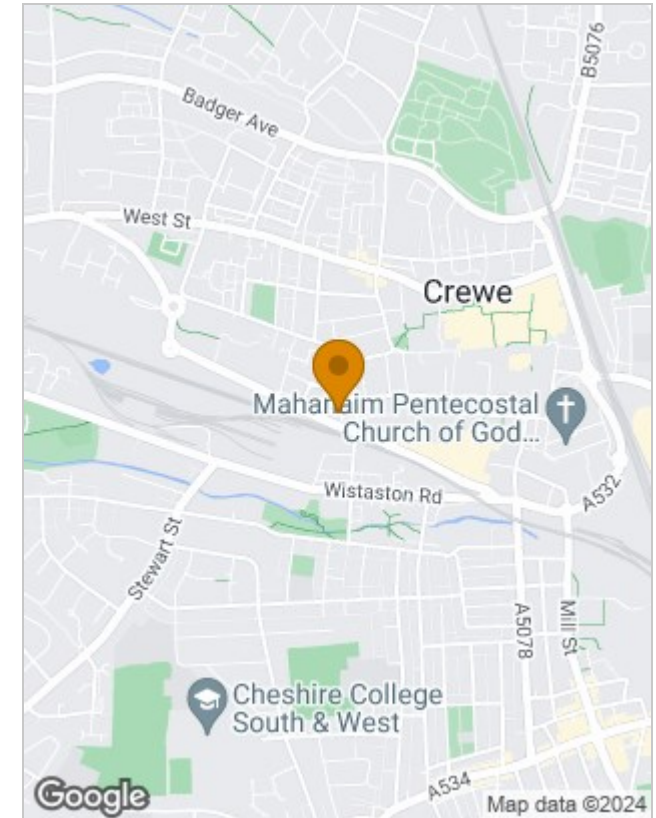 B5076
Badger Ave
West St
Crewe
Mahanaim Pentecostal
Church of God...
Wistaston Rd
A532
Stewart St
A5078
Mill St
Cheshire College
South & West
A534
Google
Map data ©2024